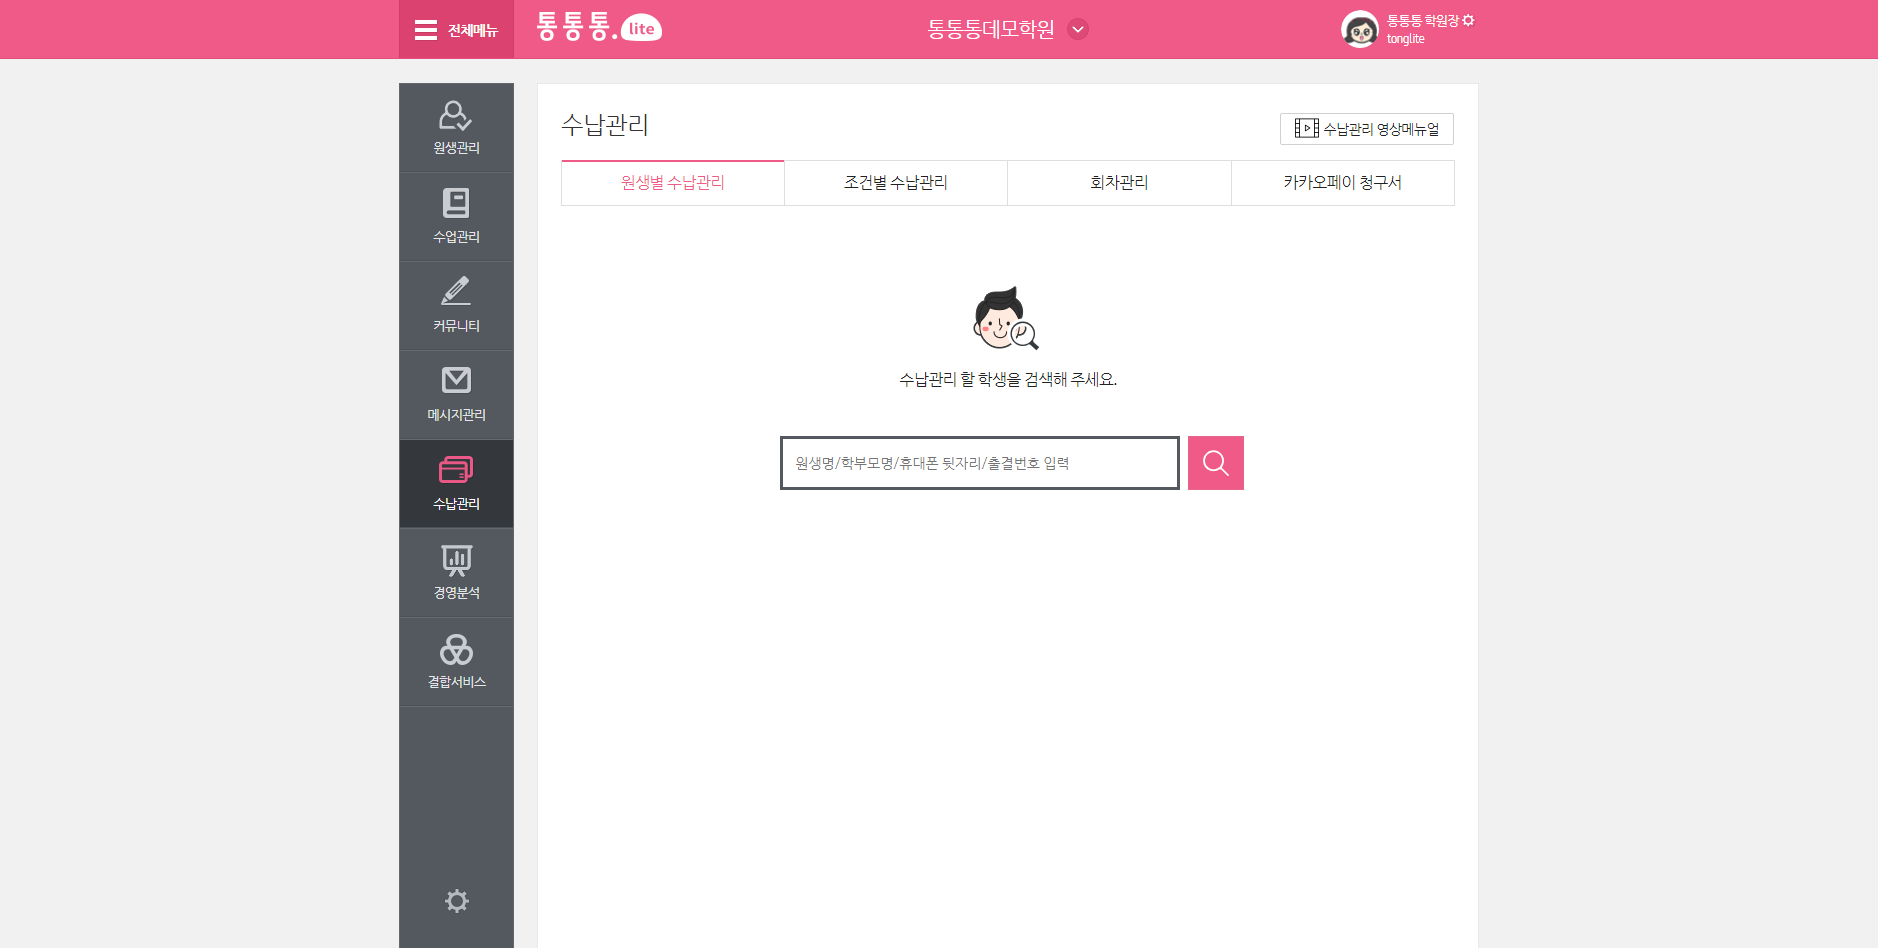 전체메뉴
통통통.lite
통통통데모학원
통통통 학원장
tonglite
원생관리
수업관리
커뮤니티
메시지관리
수납관리
경영분석
결합서비스
수납관리
수납관리 영상메뉴얼
원생별 수납관리
조건별 수납관리
회차관리
카카오페이 청구서
수납관리 할 학생을 검색해 주세요.
원생명/학부모명/휴대폰 뒷자리/출결번호 입력